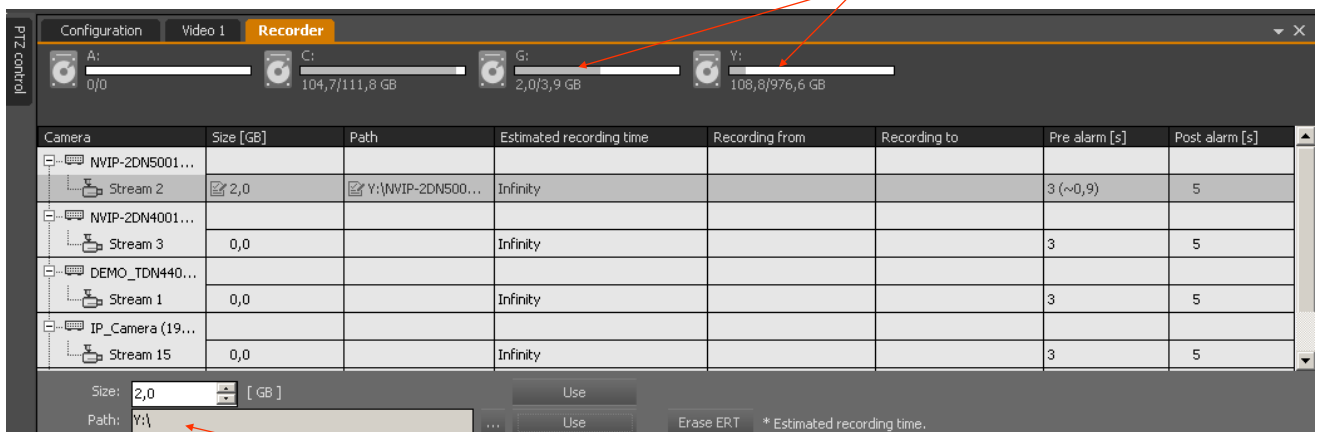 PTZ control
Configuration Video 1 Recorder
A: C: G: Y:
0/0 104,7/111,8 GB 2,0/3,9 GB 108,8/976,6 GB
Camera Size [GB] Path Estimated recording time Recording from Recording to Pre alarm [s] Post alarm [s]
NVIP-2DN5001...
Stream 2 2,0 Y:\NVIP-2DN500... Infinity 3 (~0,9) 5
NVIP-2DN4001...
Stream 3 0,0 Infinity 3 5
DEMO_TDN440...
Stream 1 0,0 Infinity 3 5
IP_Camera (19...
Stream 15 0,0 Infinity 3 5
Size: 2,0 [ GB ] Use
Path: Y:\ ... Use Erase ERT * Estimated recording time.